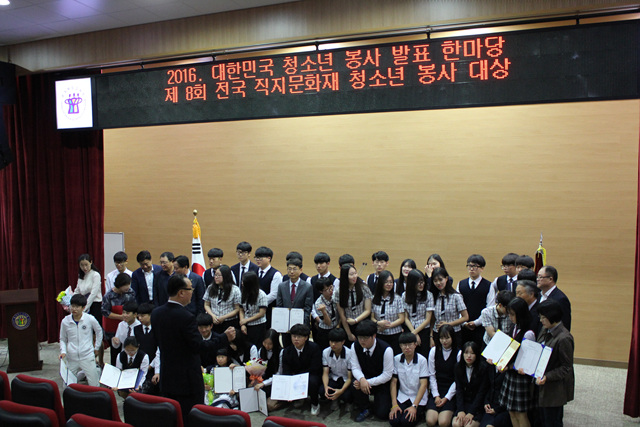 2016. 대한민국 청소년 봉사 발표 한마당
제 8회 전국 직지문화재 청소년 봉사 대상